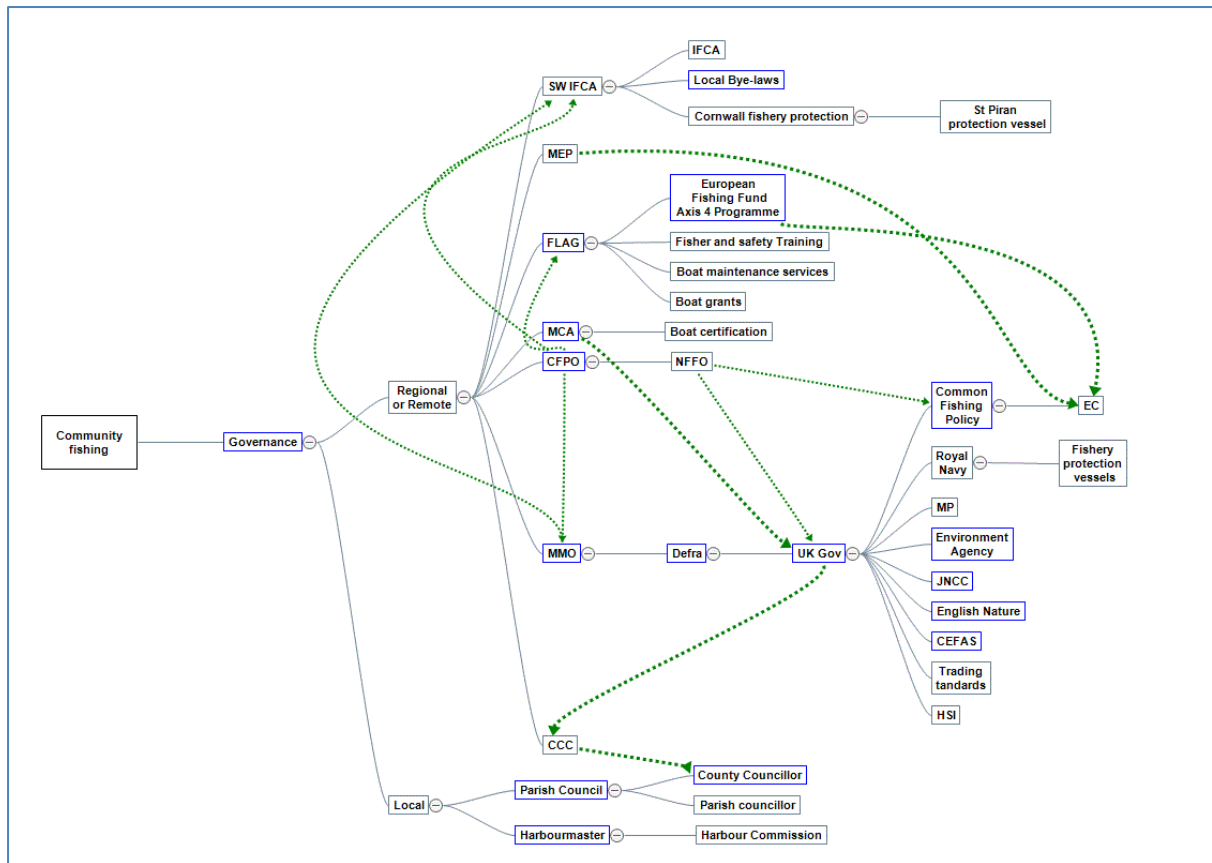 IFCA
SW IFCA
Local Bye-laws
Cornwall fishery protection
St Piran
protection vessel
MEP
European
Fishing Fund
Axis 4 Programme
FLAG
Fisher and safety Training
Boat maintenance services
Boat grants
MCA
Boat certification
CFPO
NFFO
Regional
or Remote
Common
Fishing
Policy
EC
Community
fishing
Governance
Royal
Navy
Fishery
protection
vessels
MP
MMO
Defra
UK Gov
Environment
Agency
JNCC
English Nature
CEFAS
Trading
tandards
HSI
CCC
County Councillor
Parish Council
Local
Parish councillor
Harbourmaster
Harbour Commission